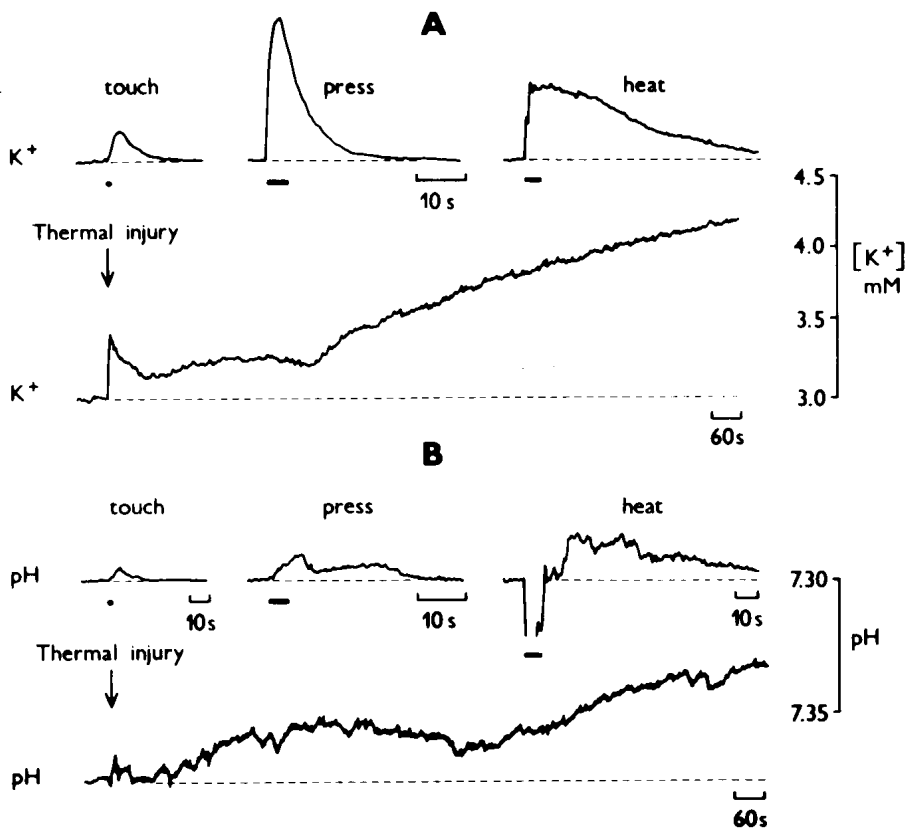 A
touch press heat
K+
10 s
4.5
Thermal injury
4.0
[K+]
mM
3.5
K+
3.0
60s
B
touch press heat
pH
7.30
10s 10 s 10s
Thermal injury
pH
7.35
pH
60s